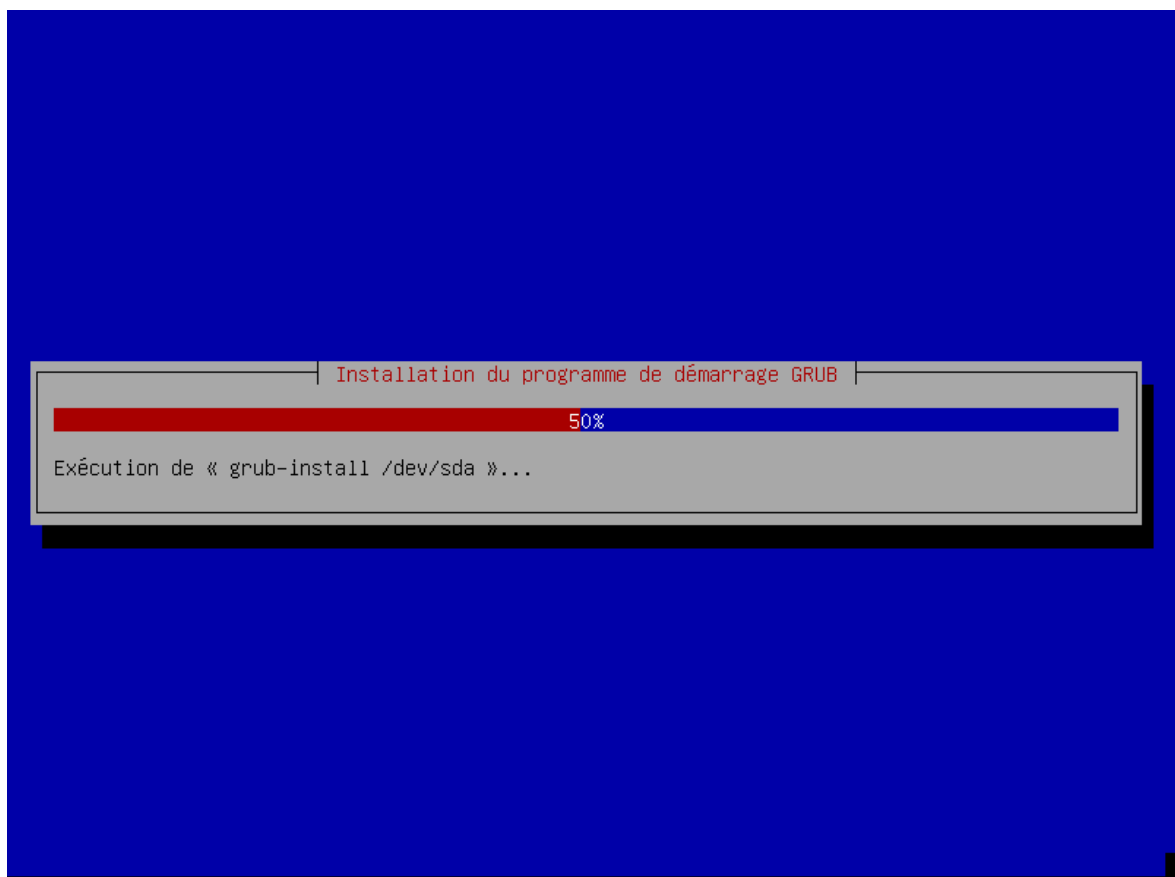 Installation du programme de démarrage GRUB
50%
Exécution de « grub-install /dev/sda »...